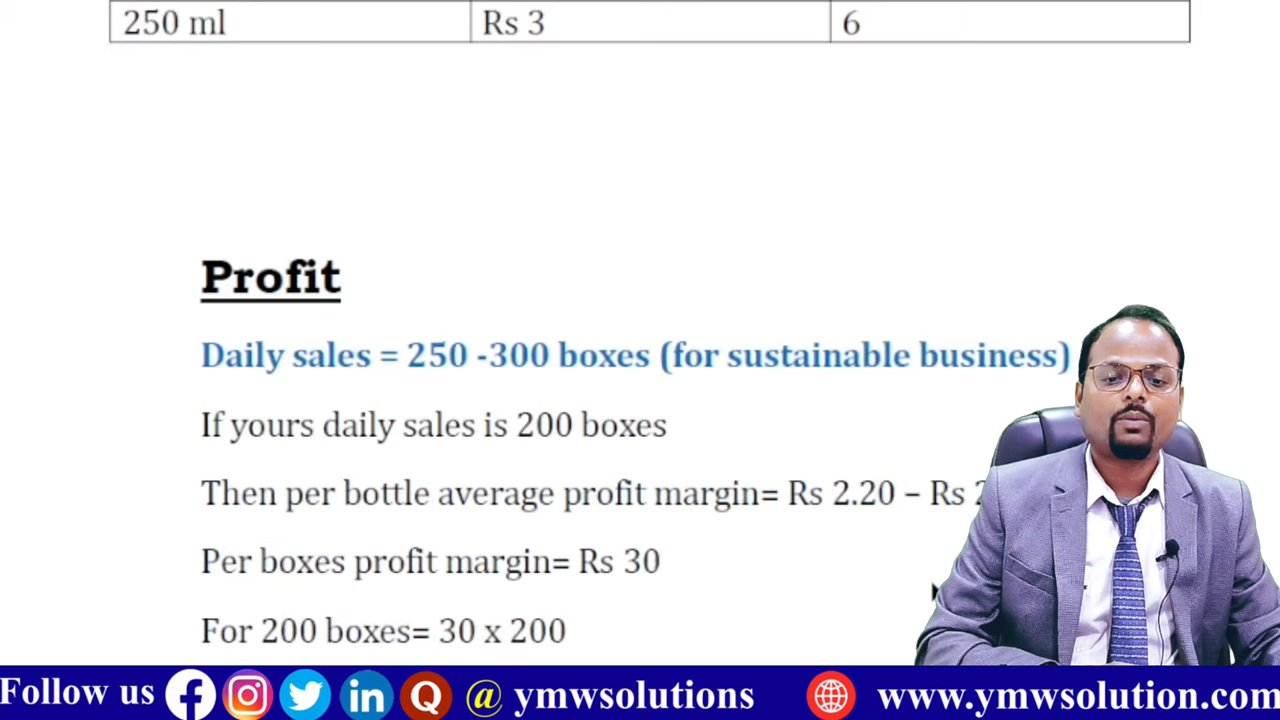 250 ml Rs 3 6
Profit
Daily sales = 250 -300 boxes (for sustainable business)
If yours daily sales is 200 boxes
Then per bottle average profit margin= Rs 2.20 – Rs
Per boxes profit margin= Rs 30
For 200 boxes= 30 x 200
Follow us @ ymwsolutions www.ymwsolution.com